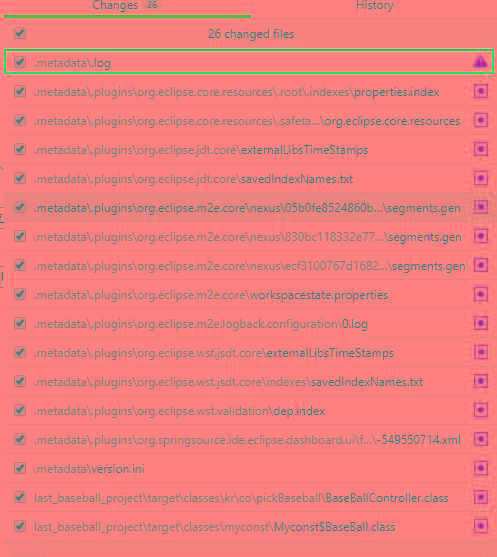 Changes 26 History
26 changed files
.metadata\.log
.metadata\.plugins\org.eclipse.core.resources\.root\.indexes\properties.index
.metadata\.plugins\org.eclipse.core.resources\.safeta...\org.eclipse.core.resources
.metadata\.plugins\org.eclipse.jdt.core\externalLibsTimeStamps
.metadata\.plugins\org.eclipse.jdt.core\savedIndexNames.txt
.metadata\.plugins\org.eclipse.m2e.core\nexus\05b0fe8524860b...\segments.gen
.metadata\.plugins\org.eclipse.m2e.core\nexus\830bc118332e77...\segments.gen
.metadata\.plugins\org.eclipse.m2e.core\nexus\ecf3100767d1682...\segments.gen
.metadata\.plugins\org.eclipse.m2e.core\workspacestate.properties
.metadata\.plugins\org.eclipse.m2e.logback.configuration\0.log
.metadata\.plugins\org.eclipse.wst.jsdt.core\externalLibsTimeStamps
.metadata\.plugins\org.eclipse.wst.jsdt.core\indexes\savedIndexNames.txt
.metadata\.plugins\org.eclipse.wst.validation\dep.index
.metadata\.plugins\org.springsource.ide.eclipse.dashboard.ui\f...\-549550714.xml
.metadata\version.ini
last_baseball_project\target\classes\kr\co\pickBaseball\BaseBallController.class
last_baseball_project\target\classes\myconst\Myconst$BaseBall.class